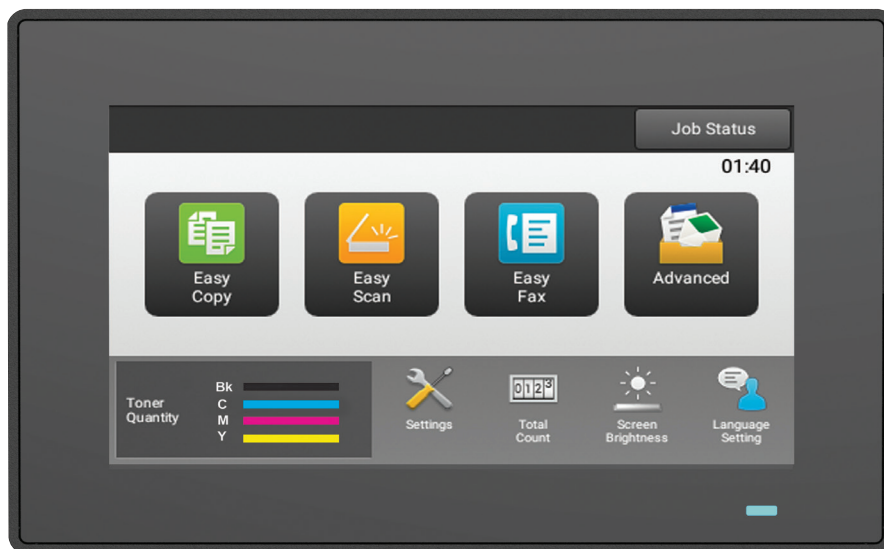 Job Status
01:40
Easy
Copy
Easy
Scan
Easy
Fax
Advanced
Toner
Quantity
Bk
C
M
Y
Settings
0123
Total
Count
Screen
Brightness
Language
Setting